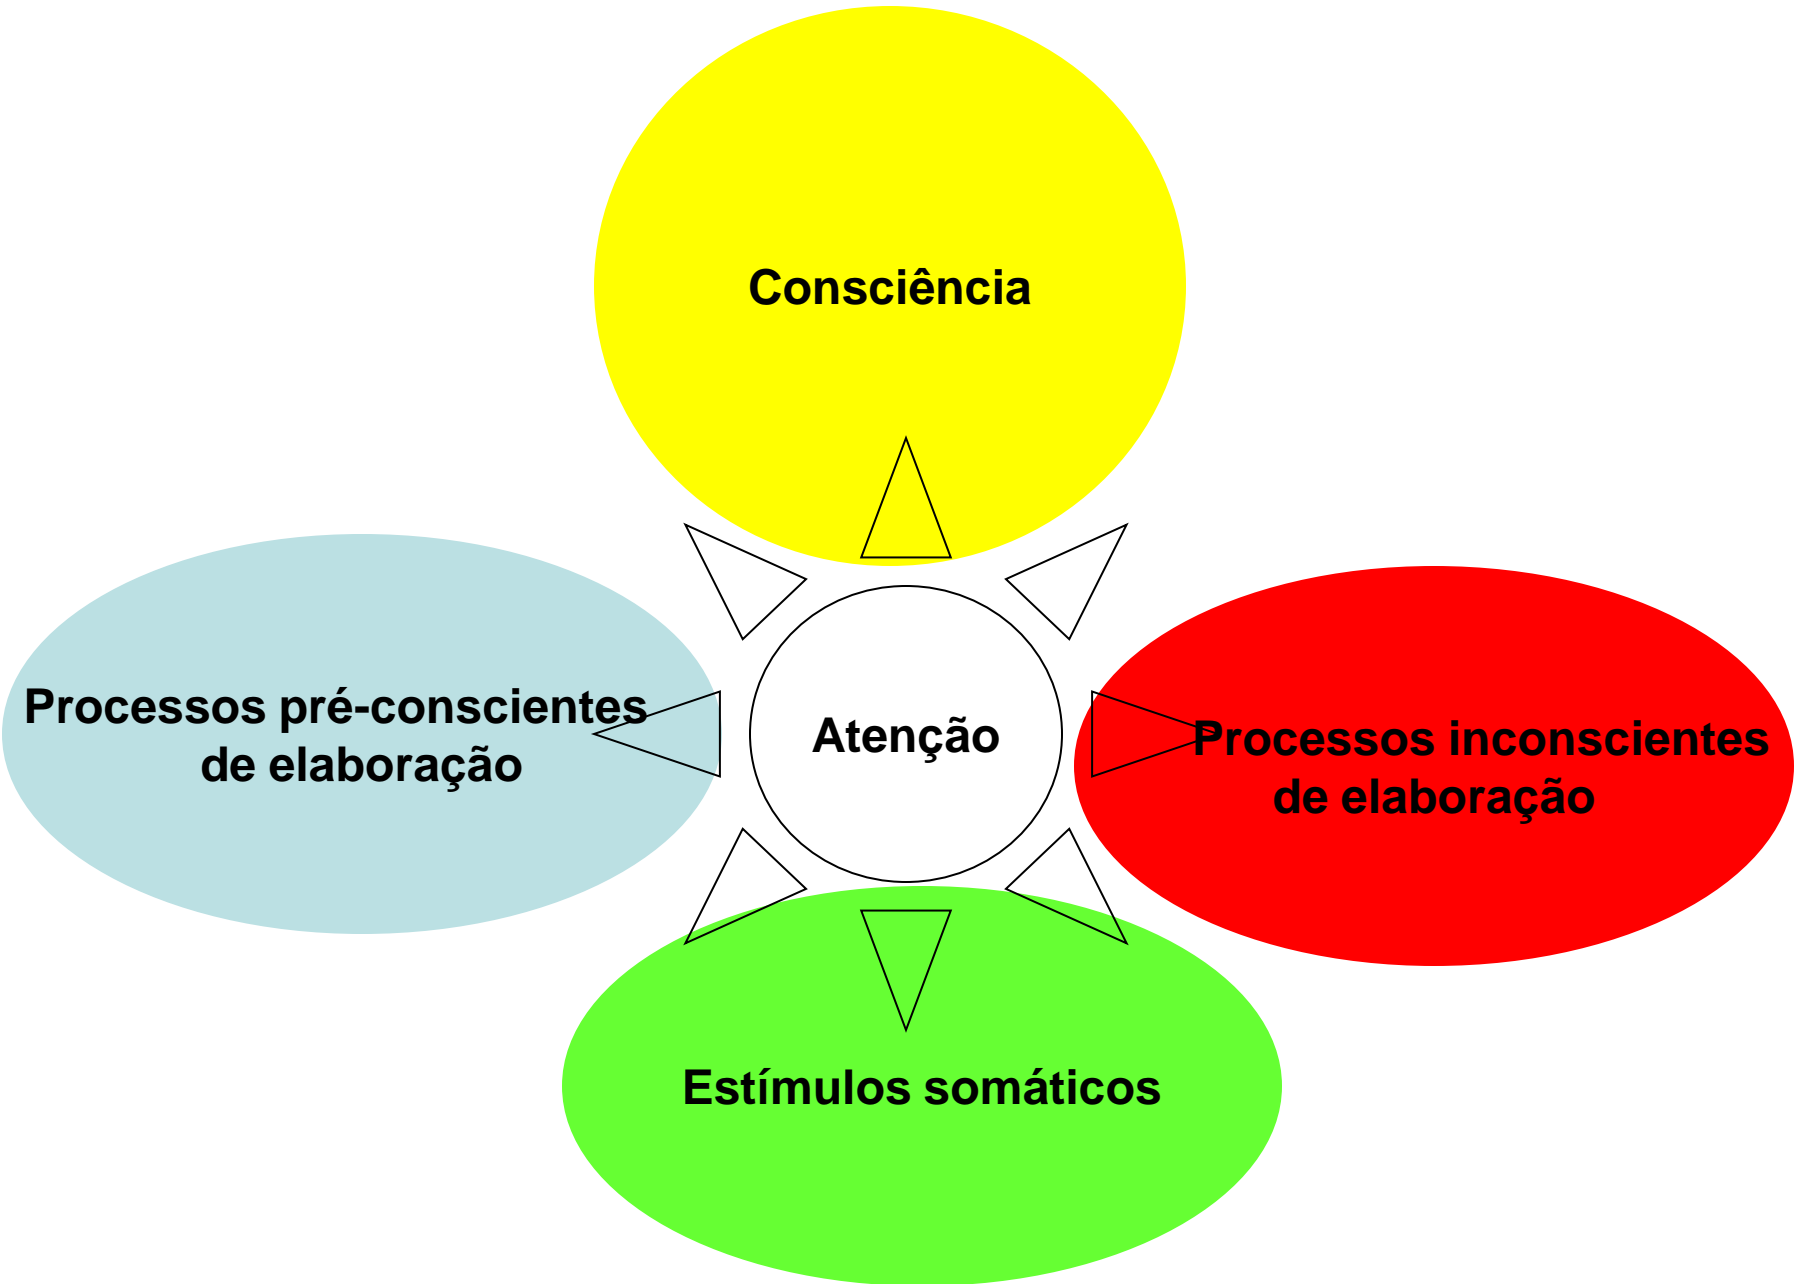 Consciência
Processos pré-conscientes
de elaboração
Atenção
Processos inconscientes
de elaboração
Estímulos somáticos